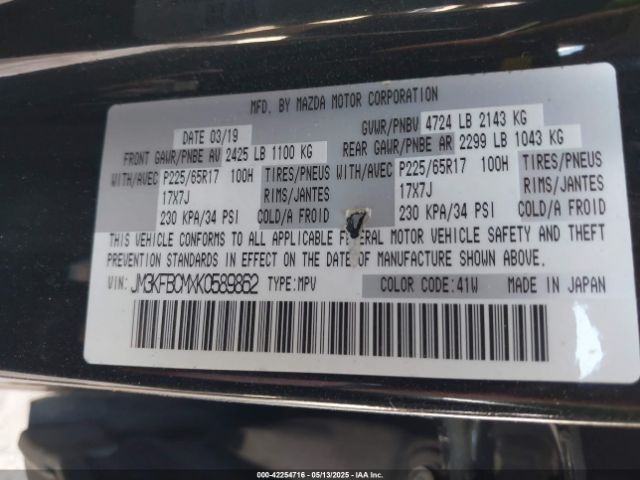 MFD. BY MAZDA MOTOR CORPORATION
DATE 03/19 GVWR/PNBV 4724 LB 2143 KG
FRONT GAWR/PNBE AV 2425 LB 1100 KG REAR GAWR/PNBE AR 2299 LB 1043 KG
WITH/AVEC P225/65R17 100H TIRES/PNEUS WITH/AVEC P225/65R17 100H TIRES/PNEUS
17X7J RIMS/JANTES 17X7J RIMS/JANTES
230 KPA/34 PSI COLD/A FROID 230 KPA/34 PSI COLD/A FROID
THIS VEHICLE CONFORMS TO ALL APPLICABLE FEDERAL MOTOR VEHICLE SAFETY AND THEFT
PREVENTION STANDARDS IN EFFECT ON THE DATE OF MANUFACTURE SHOWN ABOVE.
VIN: JM3KFBCMXK0589862 TYPE:MPV COLOR CODE:41W MADE IN JAPAN
000-42254716 - 05/13/2025 - IAA Inc.